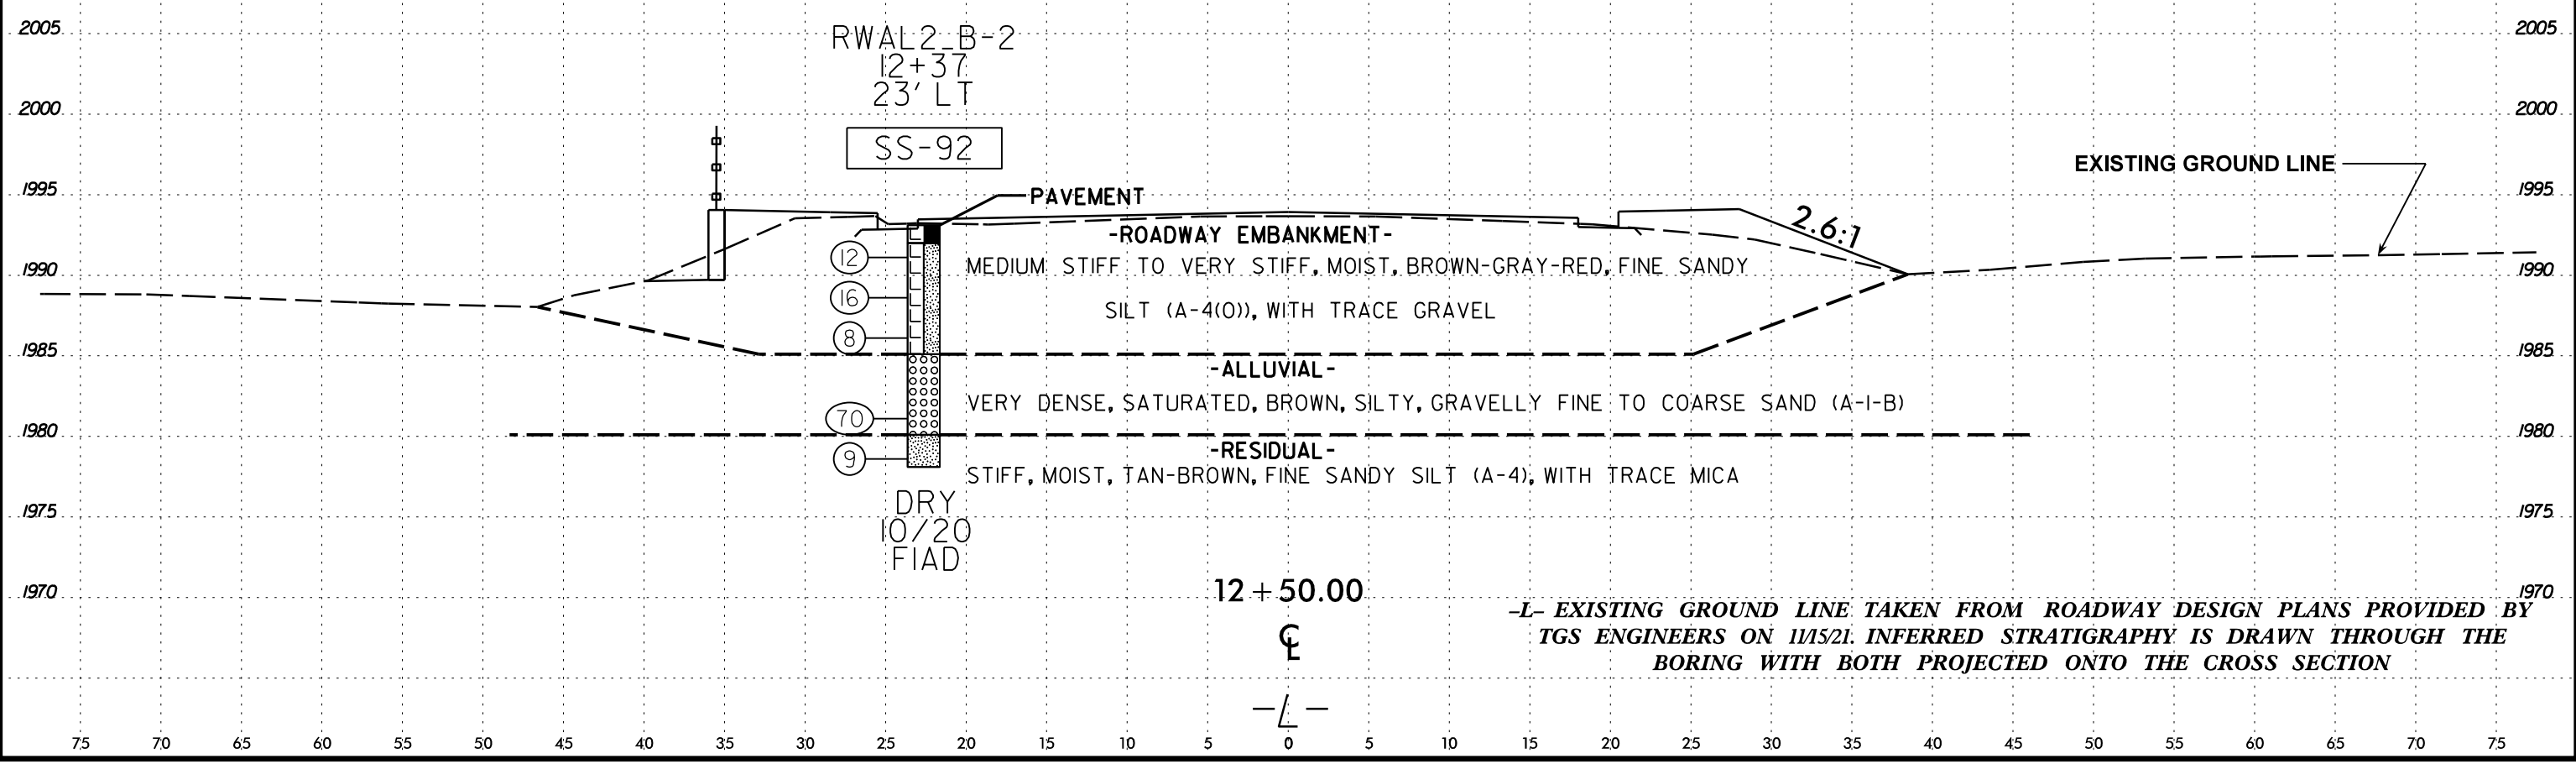 2005
2005
RWAL2_B-2
12+37
23' LT
2000
2000
SS-92
EXISTING GROUND LINE
1995
1995
PAVEMENT
2.6:1
-ROADWAY EMBANKMENT-
12
MEDIUM STIFF TO VERY STIFF, MOIST, BROWN-GRAY-RED, FINE SANDY
1990
1990
16
SILT (A-4(0)), WITH TRACE GRAVEL
8
1985
1985
-ALLUVIAL-
VERY DENSE, SATURATED, BROWN, SILTY, GRAVELLY FINE TO COARSE SAND (A-1-B)
70
1980
1980
-RESIDUAL-
9
STIFF, MOIST, TAN-BROWN, FINE SANDY SILT (A-4), WITH TRACE MICA
DRY
10/20
FIAD
1975
1975
1970
1970
12+50.00
℄
-L-
-L- EXISTING GROUND LINE TAKEN FROM ROADWAY DESIGN PLANS PROVIDED BY
TGS ENGINEERS ON 11/15/21. INFERRED STRATIGRAPHY IS DRAWN THROUGH THE
BORING WITH BOTH PROJECTED ONTO THE CROSS SECTION
75 70 65 60 55 50 45 40 35 30 25 20 15 10 5 0 5 10 15 20 25 30 35 40 45 50 55 60 65 70 75